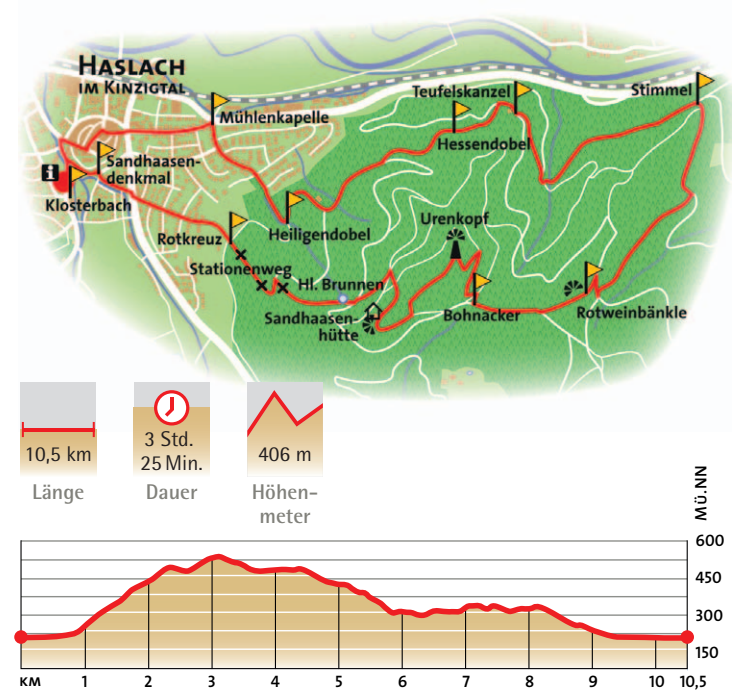 HASLACH
IM KINZIGTAL
Mühlenkapelle
Teufelskanzel
Stimmel
Hessendobel
Sandhaasen-
denkmal
i
Klosterbach
Rotkreuz
Heiligendobel
Urenkopf
Stationenweg
Hl. Brunnen
Sandhaasen-
hütte
Bohnacker
Rotweinbänkle
10,5 km
Länge
3 Std.
25 Min.
Dauer
406 m
Höhen-
meter
MÜ.NN
600
450
300
150
KM 1 2 3 4 5 6 7 8 9 10 10,5